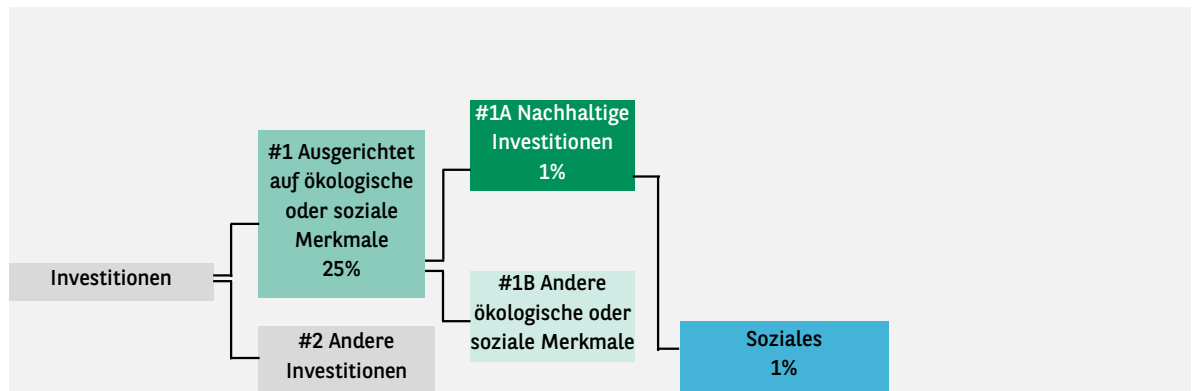 Investitionen
#1 Ausgerichtet
auf ökologische
oder soziale
Merkmale
25%
#2 Andere
Investitionen
#1A Nachhaltige
Investitionen
1%
#1B Andere
ökologische oder
soziale Merkmale
Soziales
1%